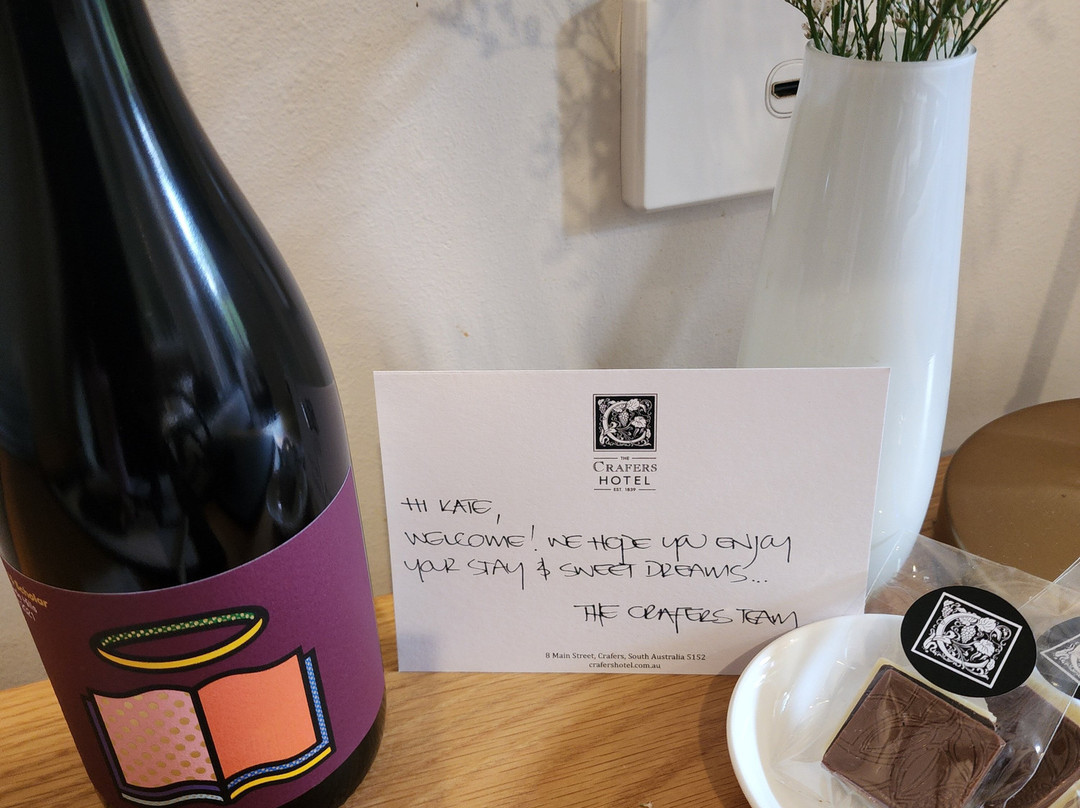 THE
CRAFERS
HOTEL
EST. 1839
HI KATE,
WELCOME! WE HOPE YOU ENJOY
YOUR STAY & SWEET DREAMS...
THE CRAFERS TEAM
8 Main Street, Crafers, South Australia 5152
crafershotel.com.au